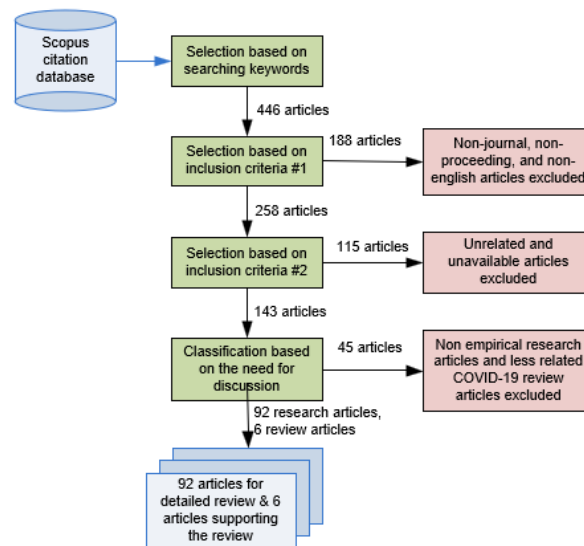 Scopus
citation
database
Selection based on
searching keywords
446 articles
Selection based on
inclusion criteria #1
188 articles
Non-journal, non-
proceeding, and non-
english articles excluded
258 articles
Selection based on
inclusion criteria #2
115 articles
Unrelated and
unavailable articles
excluded
143 articles
Classification based
on the need for
discussion
45 articles
Non empirical research
articles and less related
COVID-19 review
articles excluded
92 research articles,
6 review articles
92 articles for
detailed review & 6
articles supporting
the review